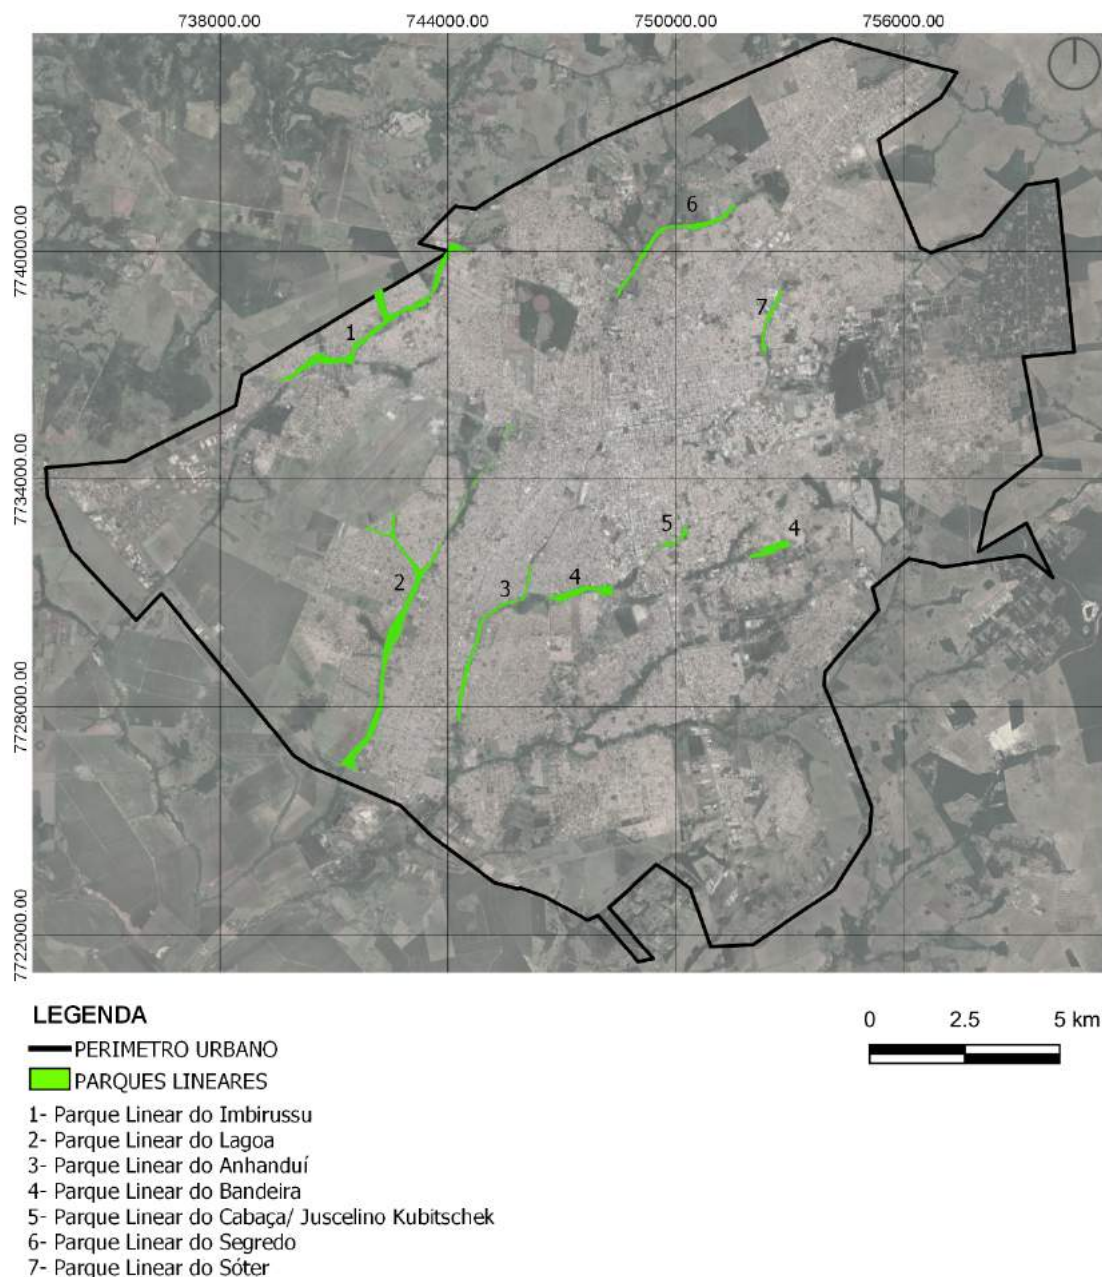 738000.00 744000.00 750000.00 756000.00
7740000.00
7734000.00
7728000.00
7722000.00
6
7
1
5
4
2
3
4
LEGENDA
PERIMETRO URBANO
PARQUES LINEARES
1- Parque Linear do Imbirussu
2- Parque Linear do Lagoa
3- Parque Linear do Anhanduí
4- Parque Linear do Bandeira
5- Parque Linear do Cabaça/ Juscelino Kubitschek
6- Parque Linear do Segredo
7- Parque Linear do Sóter
0 2.5 5 km